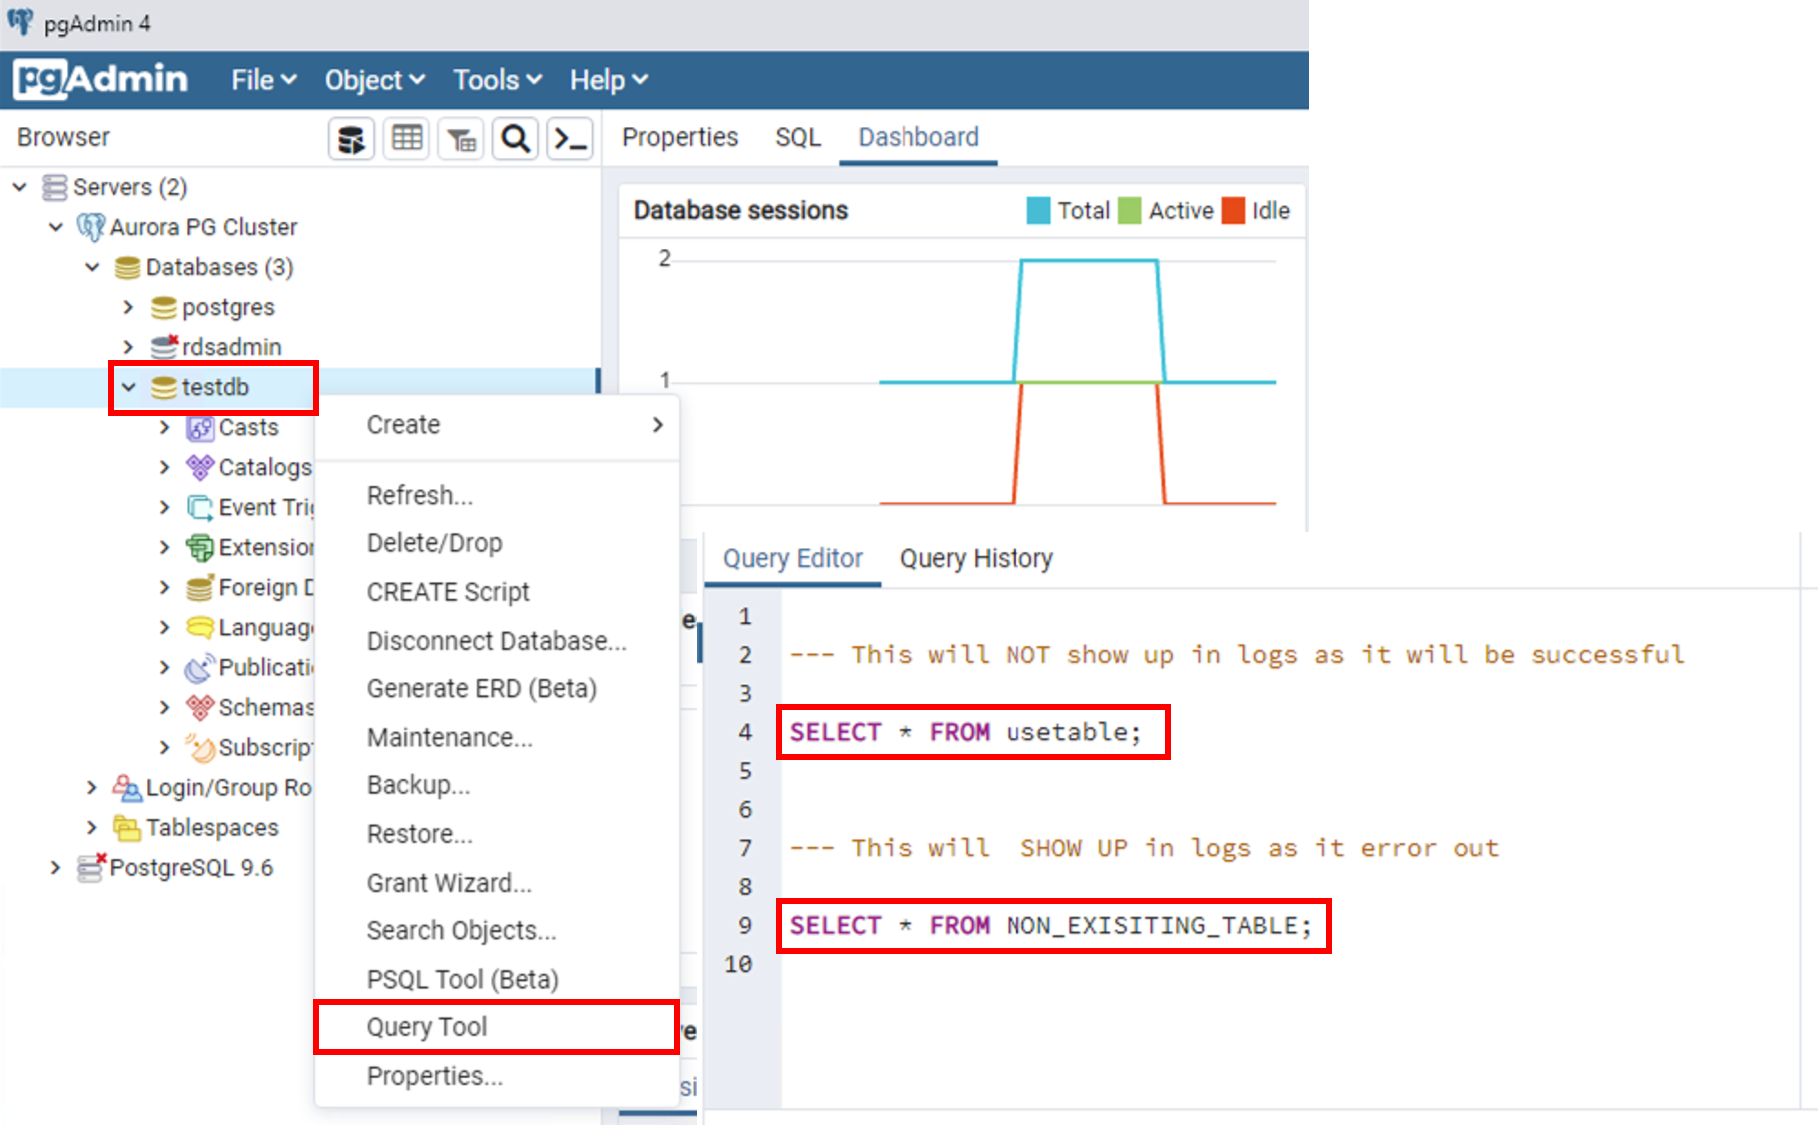 pgAdmin 4
pgAdmin File Object Tools Help
Browser
Properties SQL Dashboard
Servers (2)
Aurora PG Cluster
Databases (3)
postgres
rdsadmin
testdb
Casts
Catalogs
Event Trig
Extension
Foreign D
Languag
Publicati
Schemas
Subscrip
Login/Group Ro
Tablespaces
PostgreSQL 9.6
Database sessions
Total Active Idle
2
1
Create
Refresh...
Delete/Drop
CREATE Script
Disconnect Database...
Generate ERD (Beta)
Maintenance...
Backup...
Restore...
Grant Wizard...
Search Objects...
PSQL Tool (Beta)
Query Tool
Properties...
Query Editor Query History
1
2 --- This will NOT show up in logs as it will be successful
3
4 SELECT * FROM usetable;
5
6
7 --- This will  SHOW UP in logs as it error out
8
9 SELECT * FROM NON_EXISITING_TABLE;
10